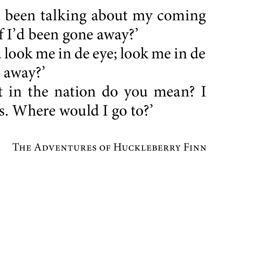 been talking about my coming
f I’d been gone away?’
look me in de eye; look me in de
away?’
t in the nation do you mean? I
s. Where would I go to?’
The Adventures of Huckleberry Finn